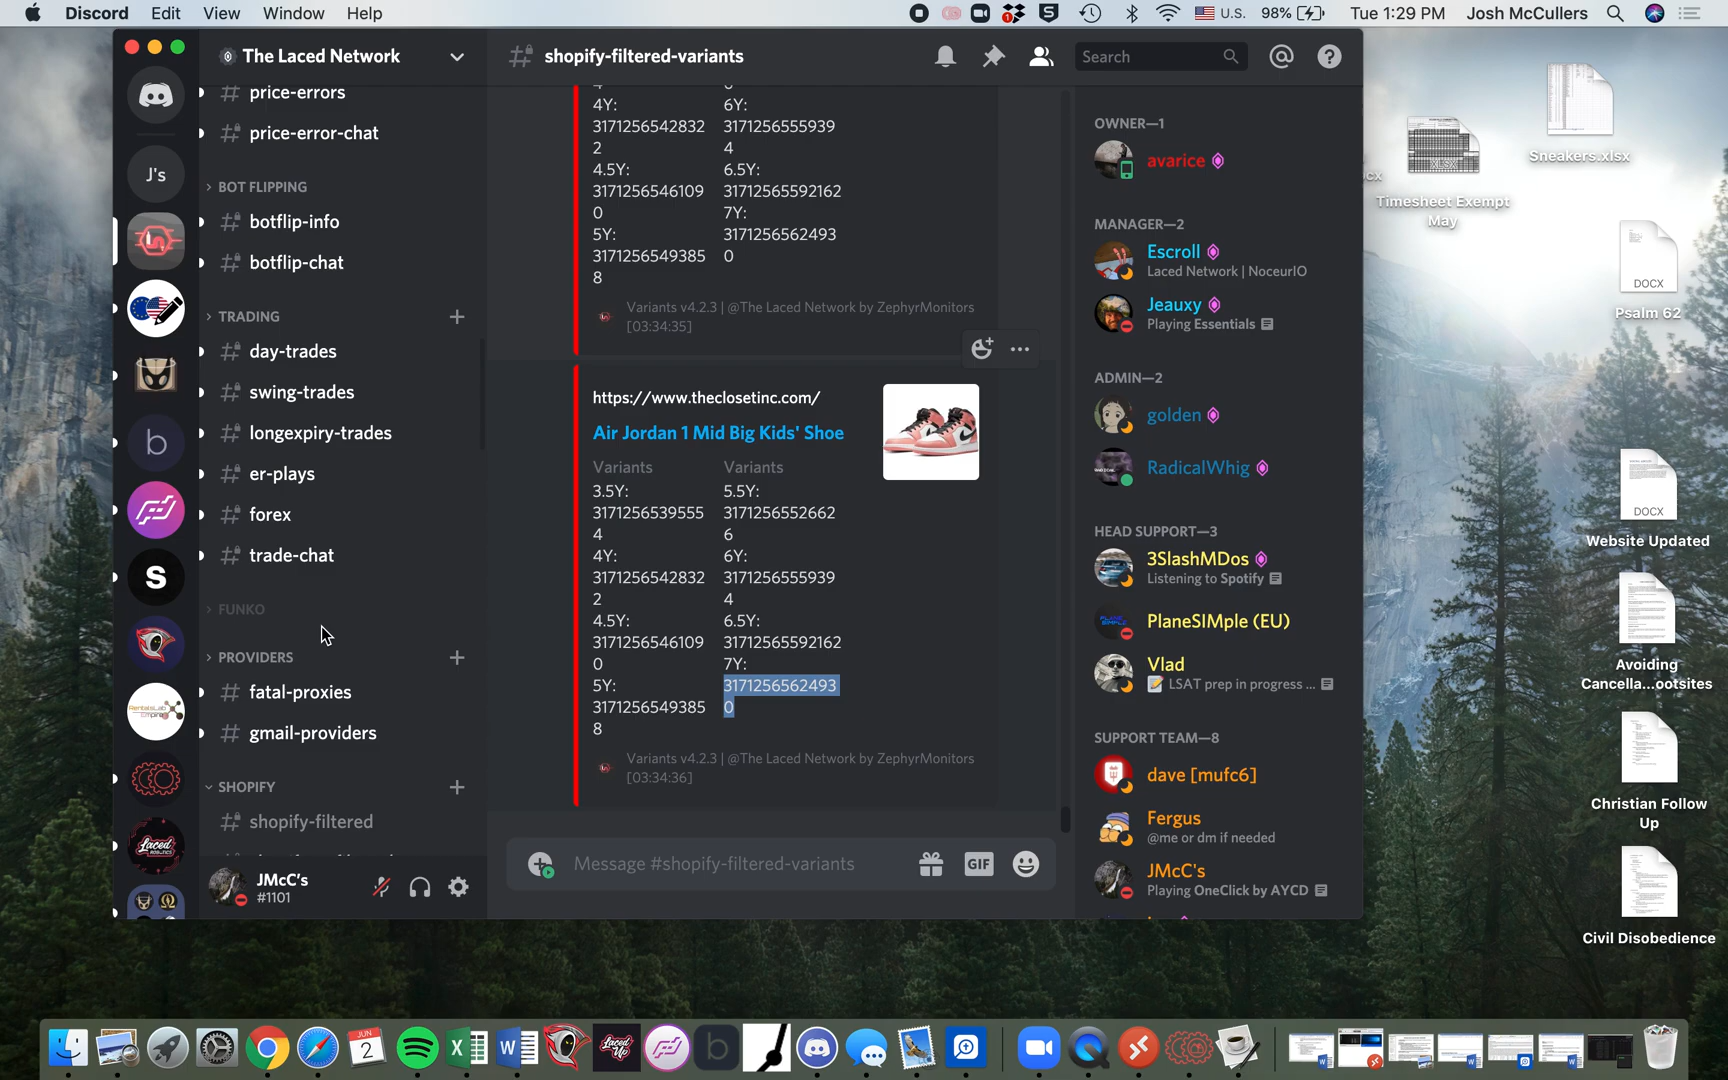 Discord Edit View Window Help
U.S. 98% Tue 1:29 PM Josh McCullers
The Laced Network
price-errors
price-error-chat
BOT FLIPPING
botflip-info
botflip-chat
TRADING
day-trades
swing-trades
longexpiry-trades
er-plays
forex
trade-chat
FUNKO
PROVIDERS
fatal-proxies
gmail-providers
SHOPIFY
shopify-filtered
JMcC's
#1101
J's
b
S
shopify-filtered-variants
Search
4Y: 6Y:
3171256542832 3171256555939
2 4
4.5Y: 6.5Y:
3171256546109 31712565592162
0 7Y:
5Y: 3171256562493
3171256549385 0
8
Variants v4.2.3 | @The Laced Network by ZephyrMonitors
[03:34:35]
https://www.theclosetinc.com/
Air Jordan 1 Mid Big Kids' Shoe
Variants Variants
3.5Y: 5.5Y:
3171256539555 3171256552662
4 6
4Y: 6Y:
3171256542832 3171256555939
2 4
4.5Y: 6.5Y:
3171256546109 31712565592162
0 7Y:
5Y: 3171256562493
3171256549385 0
8
Variants v4.2.3 | @The Laced Network by ZephyrMonitors
[03:34:36]
Message #shopify-filtered-variants
GIF
OWNER—1
avarice
MANAGER—2
Escroll
Laced Network | NoceurIO
Jeauxy
Playing Essentials
ADMIN—2
golden
RadicalWhig
HEAD SUPPORT—3
3SlashMDos
Listening to Spotify
PlaneSIMple (EU)
Vlad
LSAT prep in progress ...
SUPPORT TEAM—8
dave [mufc6]
Fergus
@me or dm if needed
JMcC's
Playing OneClick by AYCD
Sneakers.xlsx
cx
XLSX
Timesheet Exempt
May
DOCX
Psalm 62
DOCX
Website Updated
Avoiding
Cancella...ootsites
Christian Follow
Up
Civil Disobedience
JUN
2